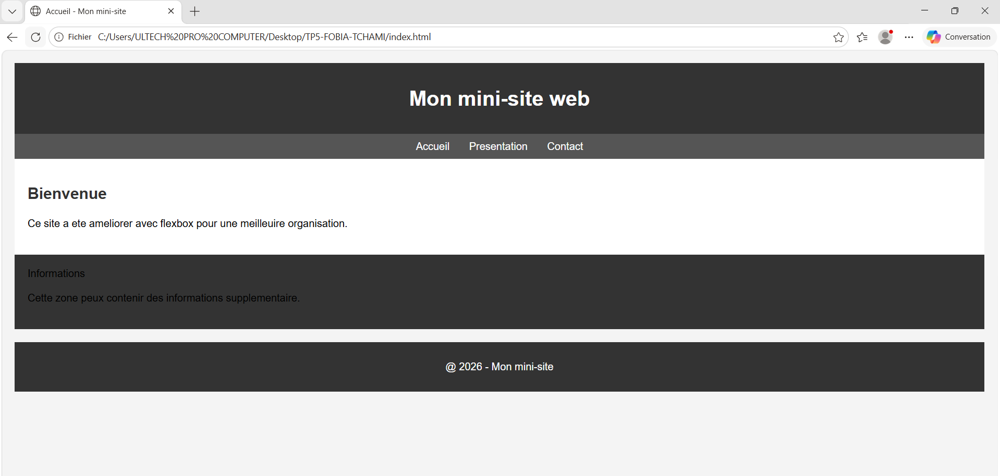 Accueil - Mon mini-site
Fichier C:/Users/ULTECH%20PRO%20COMPUTER/Desktop/TP5-FOBIA-TCHAMI/index.html
Conversation
Mon mini-site web
Accueil Presentation Contact
Bienvenue
Ce site a ete ameliorer avec flexbox pour une meilleuire organisation.
Informations
Cette zone peux contenir des informations supplementaire.
@ 2026 - Mon mini-site